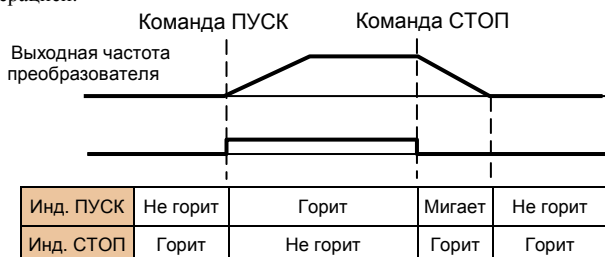 Команда ПУСК Команда СТОП
Выходная частота
преобразователя
Инд. ПУСК Не горит Горит Мигает Не горит
Инд. СТОП Горит Не горит Горит Горит